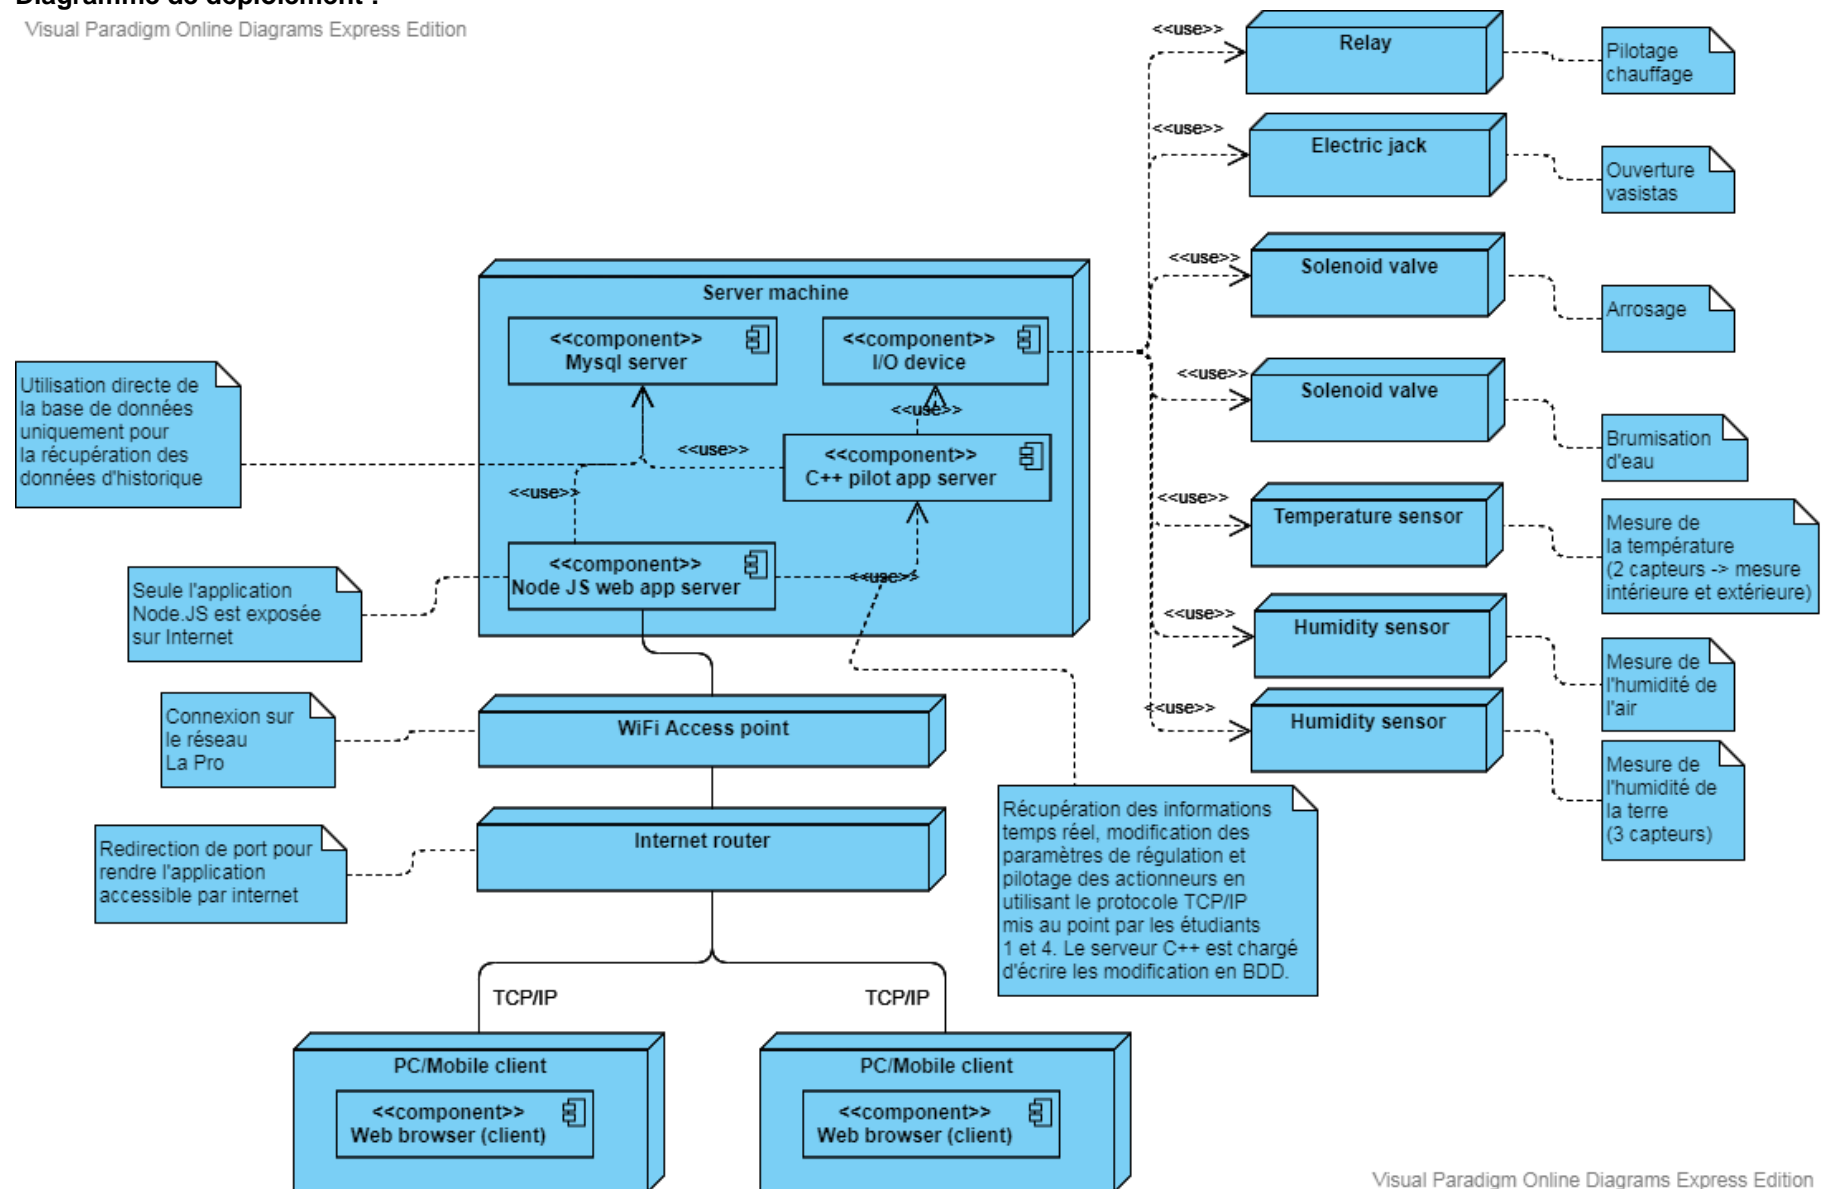 Diagramme de déploiement :
Visual Paradigm Online Diagrams Express Edition
<<use>>
Relay
Pilotage
chauffage
<<use>>
Electric jack
Ouverture
vasistas
<<use>>
Solenoid valve
Arrosage
<<use>>
Solenoid valve
Brumisation
d'eau
<<use>>
Temperature sensor
Mesure de
la température
(2 capteurs -> mesure
intérieure et extérieure)
<<use>>
Humidity sensor
Mesure de
l'humidité de
l'air
<<use>>
Humidity sensor
Mesure de
l'humidité de
la terre
(3 capteurs)
Server machine
<<component>>
Mysql server
<<component>>
I/O device
<<use>>
<<use>>
<<component>>
C++ pilot app server
<<use>>
<<component>>
Node JS web app server
<<use>>
Utilisation directe de
la base de données
uniquement pour
la récupération des
données d'historique
Seule l'application
Node.JS est exposée
sur Internet
Connexion sur
le réseau
La Pro
WiFi Access point
Redirection de port pour
rendre l'application
accessible par internet
Internet router
Récupération des informations
temps réel, modification des
paramètres de régulation et
pilotage des actionneurs en
utilisant le protocole TCP/IP
mis au point par les étudiants
1 et 4. Le serveur C++ est chargé
d'écrire les modification en BDD.
TCP/IP
TCP/IP
PC/Mobile client
<<component>>
Web browser (client)
PC/Mobile client
<<component>>
Web browser (client)
Visual Paradigm Online Diagrams Express Edition